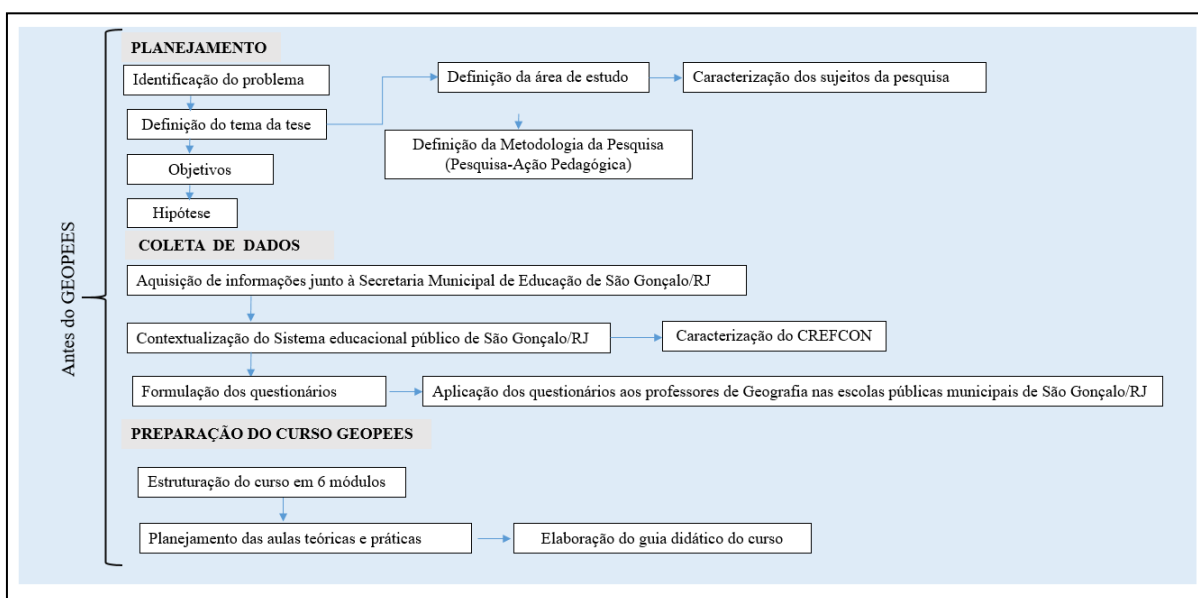 Antes do GEOPEES
PLANEJAMENTO
Identificação do problema
Definição da área de estudo
Caracterização dos sujeitos da pesquisa
Definição do tema da tese
Definição da Metodologia da Pesquisa
(Pesquisa-Ação Pedagógica)
Objetivos
Hipótese
COLETA DE DADOS
Aquisição de informações junto à Secretaria Municipal de Educação de São Gonçalo/RJ
Contextualização do Sistema educacional público de São Gonçalo/RJ
Caracterização do CREFCON
Formulação dos questionários
Aplicação dos questionários aos professores de Geografia nas escolas públicas municipais de São Gonçalo/RJ
PREPARAÇÃO DO CURSO GEOPEES
Estruturação do curso em 6 módulos
Planejamento das aulas teóricas e práticas
Elaboração do guia didático do curso